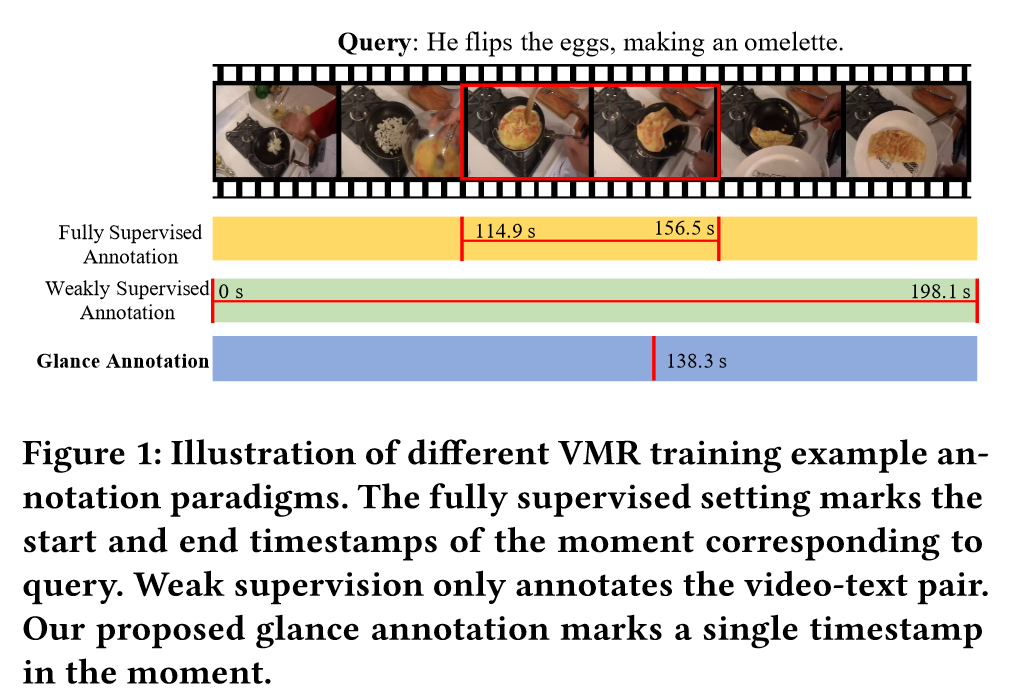 Query: He flips the eggs, making an omelette.
Fully Supervised
Annotation
114.9 s
156.5 s
Weakly Supervised
Annotation
0 s
198.1 s
Glance Annotation
138.3 s
Figure 1: Illustration of different VMR training example an-
notation paradigms. The fully supervised setting marks the
start and end timestamps of the moment corresponding to
query. Weak supervision only annotates the video-text pair.
Our proposed glance annotation marks a single timestamp
in the moment.